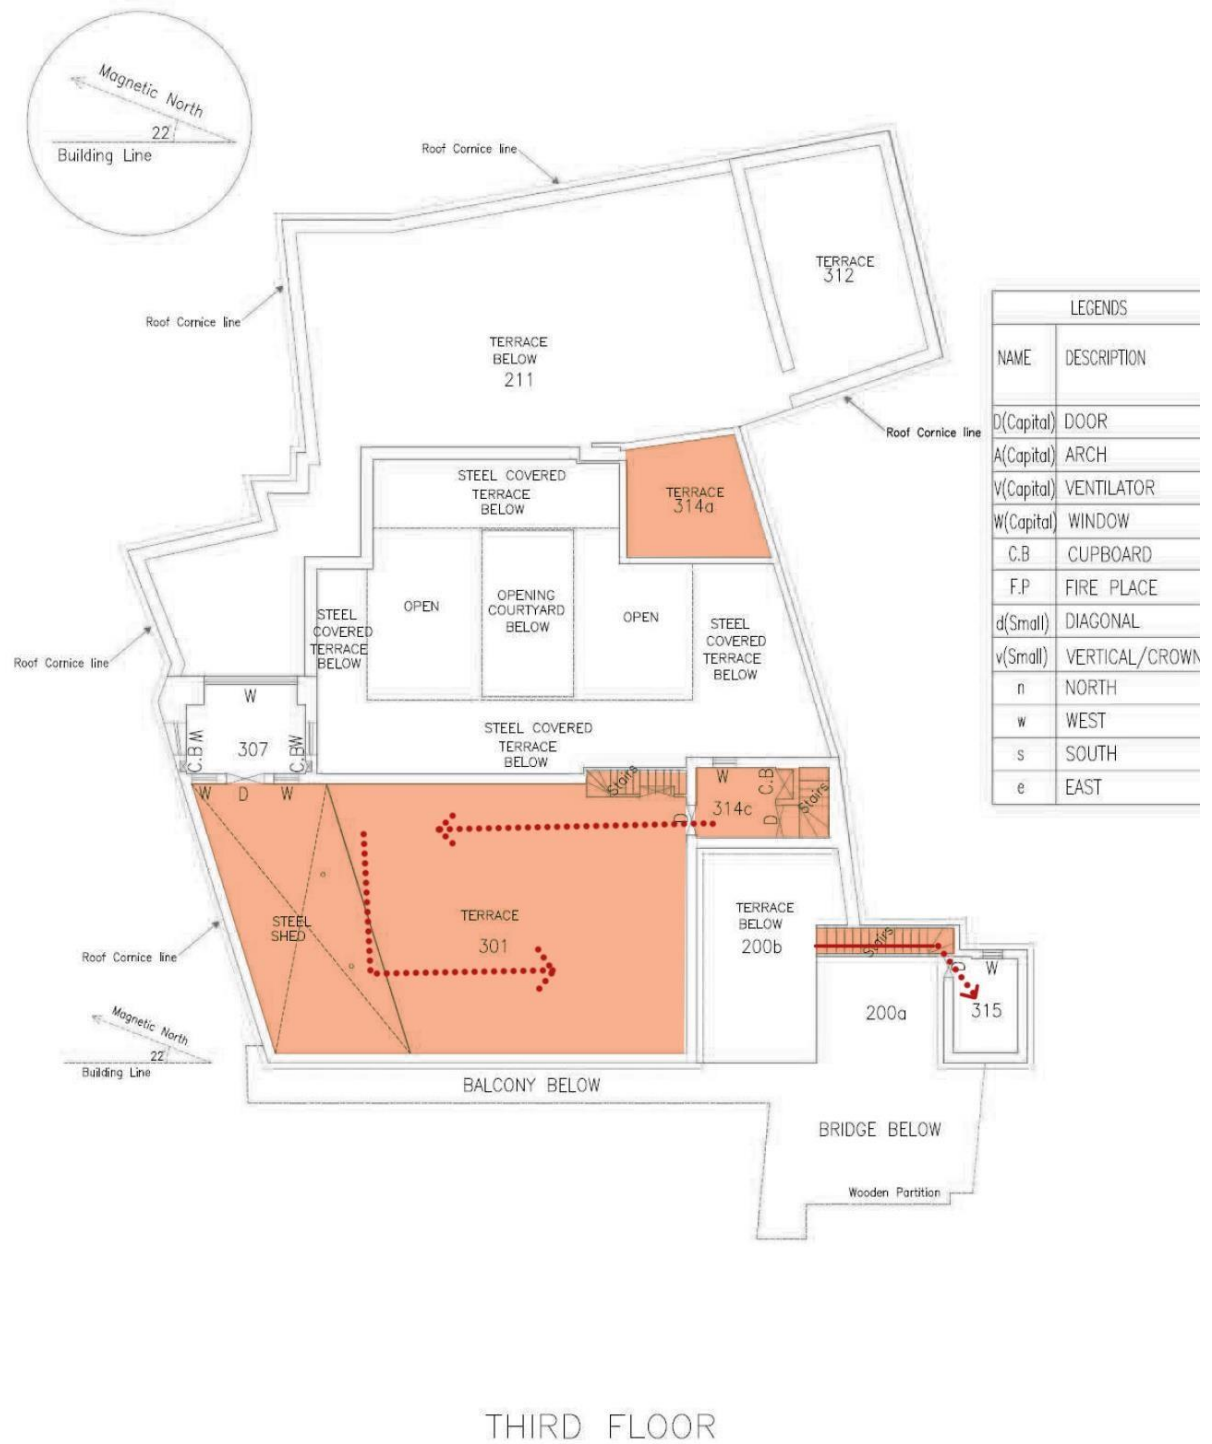 Magnetic North
22
Building Line
Roof Cornice line
TERRACE
312
Roof Cornice line
TERRACE
BELOW
211
LEGENDS
NAME DESCRIPTION
D(Capital) DOOR
A(Capital) ARCH
V(Capital) VENTILATOR
W(Capital) WINDOW
C.B CUPBOARD
F.P FIRE PLACE
d(Small) DIAGONAL
v(Small) VERTICAL/CROWN
n NORTH
w WEST
s SOUTH
e EAST
Roof Cornice line
STEEL COVERED
TERRACE
BELOW
TERRACE
314a
STEEL
COVERED
TERRACE
BELOW
OPEN
OPENING
COURTYARD
BELOW
OPEN
STEEL
COVERED
TERRACE
BELOW
Roof Cornice line
W
C.B W
307
C.BW
W D W
STEEL COVERED
TERRACE
BELOW
Stairs
W
C.B
314c
D
D
Stairs
TERRACE
301
STEEL
SHED
TERRACE
BELOW
200b
Stairs
D
W
315
200a
Roof Cornice line
Magnetic North
22
Building Line
BALCONY BELOW
BRIDGE BELOW
Wooden Partition
THIRD FLOOR